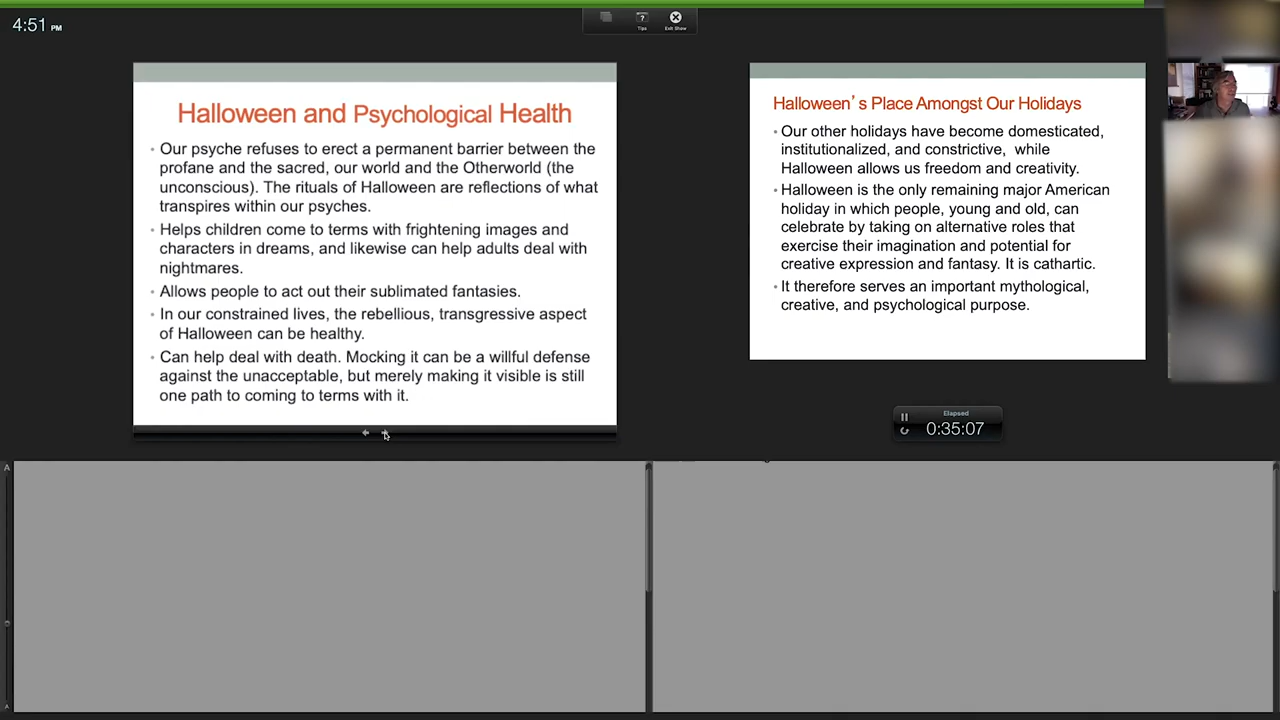 4:51 PM
Tips
Exit Show
Halloween and Psychological Health
• Our psyche refuses to erect a permanent barrier between the
profane and the sacred, our world and the Otherworld (the
unconscious). The rituals of Halloween are reflections of what
transpires within our psyches.
• Helps children come to terms with frightening images and
characters in dreams, and likewise can help adults deal with
nightmares.
• Allows people to act out their sublimated fantasies.
• In our constrained lives, the rebellious, transgressive aspect
of Halloween can be healthy.
• Can help deal with death. Mocking it can be a willful defense
against the unacceptable, but merely making it visible is still
one path to coming to terms with it.
Halloween's Place Amongst Our Holidays
• Our other holidays have become domesticated,
institutionalized, and constrictive, while
Halloween allows us freedom and creativity.
• Halloween is the only remaining major American
holiday in which people, young and old, can
celebrate by taking on alternative roles that
exercise their imagination and potential for
creative expression and fantasy. It is cathartic.
• It therefore serves an important mythological,
creative, and psychological purpose.
Elapsed
0:35:07
A
A